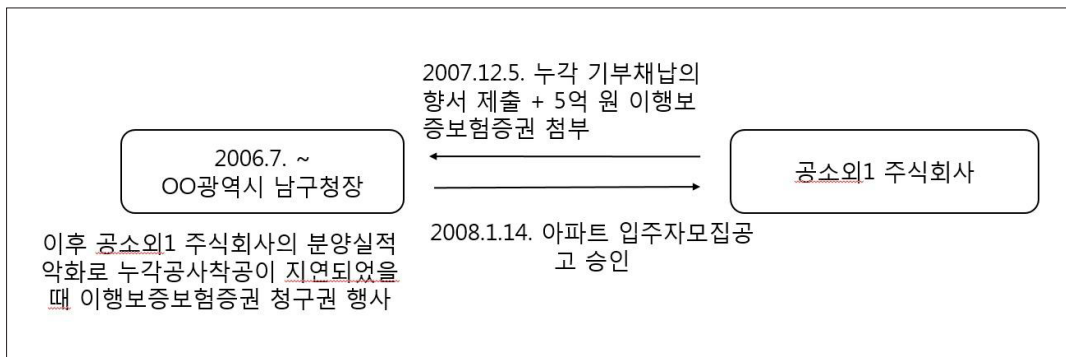 2007.12.5. 누각 기부채납의
향서 제출 + 5억 원 이행보
증보험증권 첨부
2006.7. ~
OO광역시 남구청장
공소외1 주식회사
2008.1.14. 아파트 입주자모집공
고 승인
이후 공소외1 주식회사의 분양실적
악화로 누각공사착공이 지연되었을
때 이행보증보험증권 청구권 행사